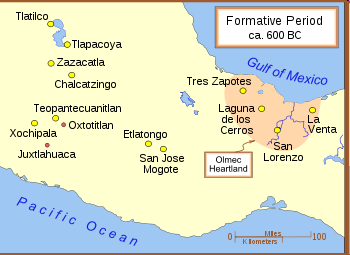 Formative Period
ca. 600 BC
Tlatilco
Tlapacoya
Zazacatla
Chalcatzingo
Teopantecuanitlan
Xochipala
Oxtotitlan
Juxtlahuaca
Etlatongo
San Jose
Mogote
Tres Zapotes
Gulf of Mexico
Laguna
de los
Cerros
La
Venta
San
Lorenzo
Olmec
Heartland
Pacific Ocean
0 Miles 100
Kilometers